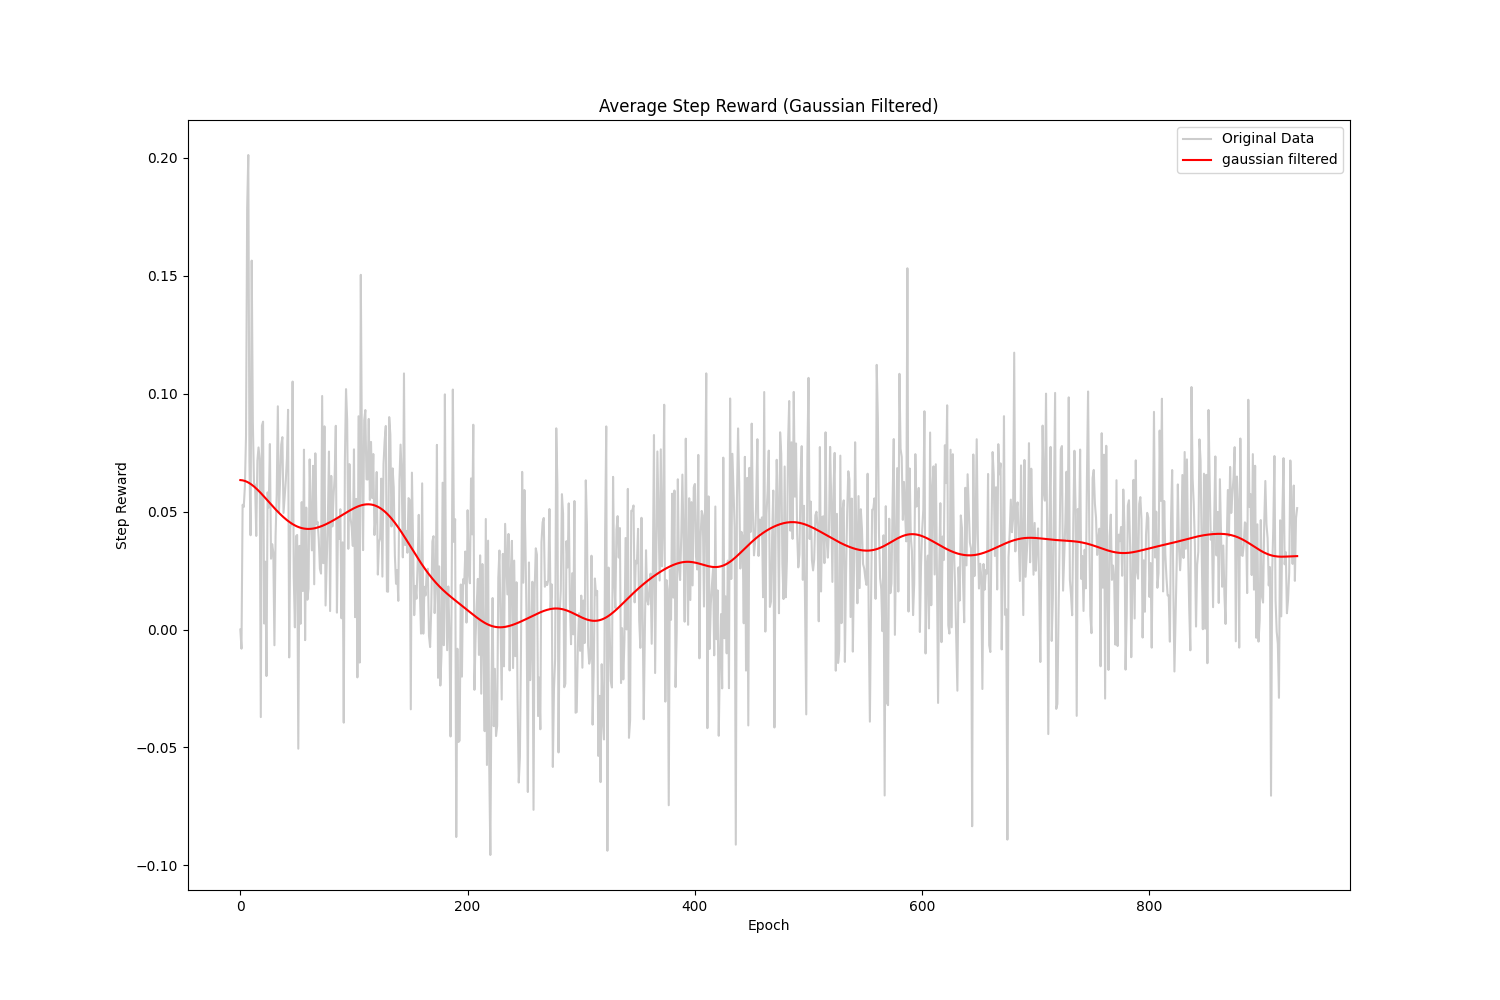 Average Step Reward (Gaussian Filtered)
Original Data
gaussian filtered
0.20
0.15
0.10
0.05
0.00
−0.05
−0.10
Step Reward
0 200 400 600 800
Epoch